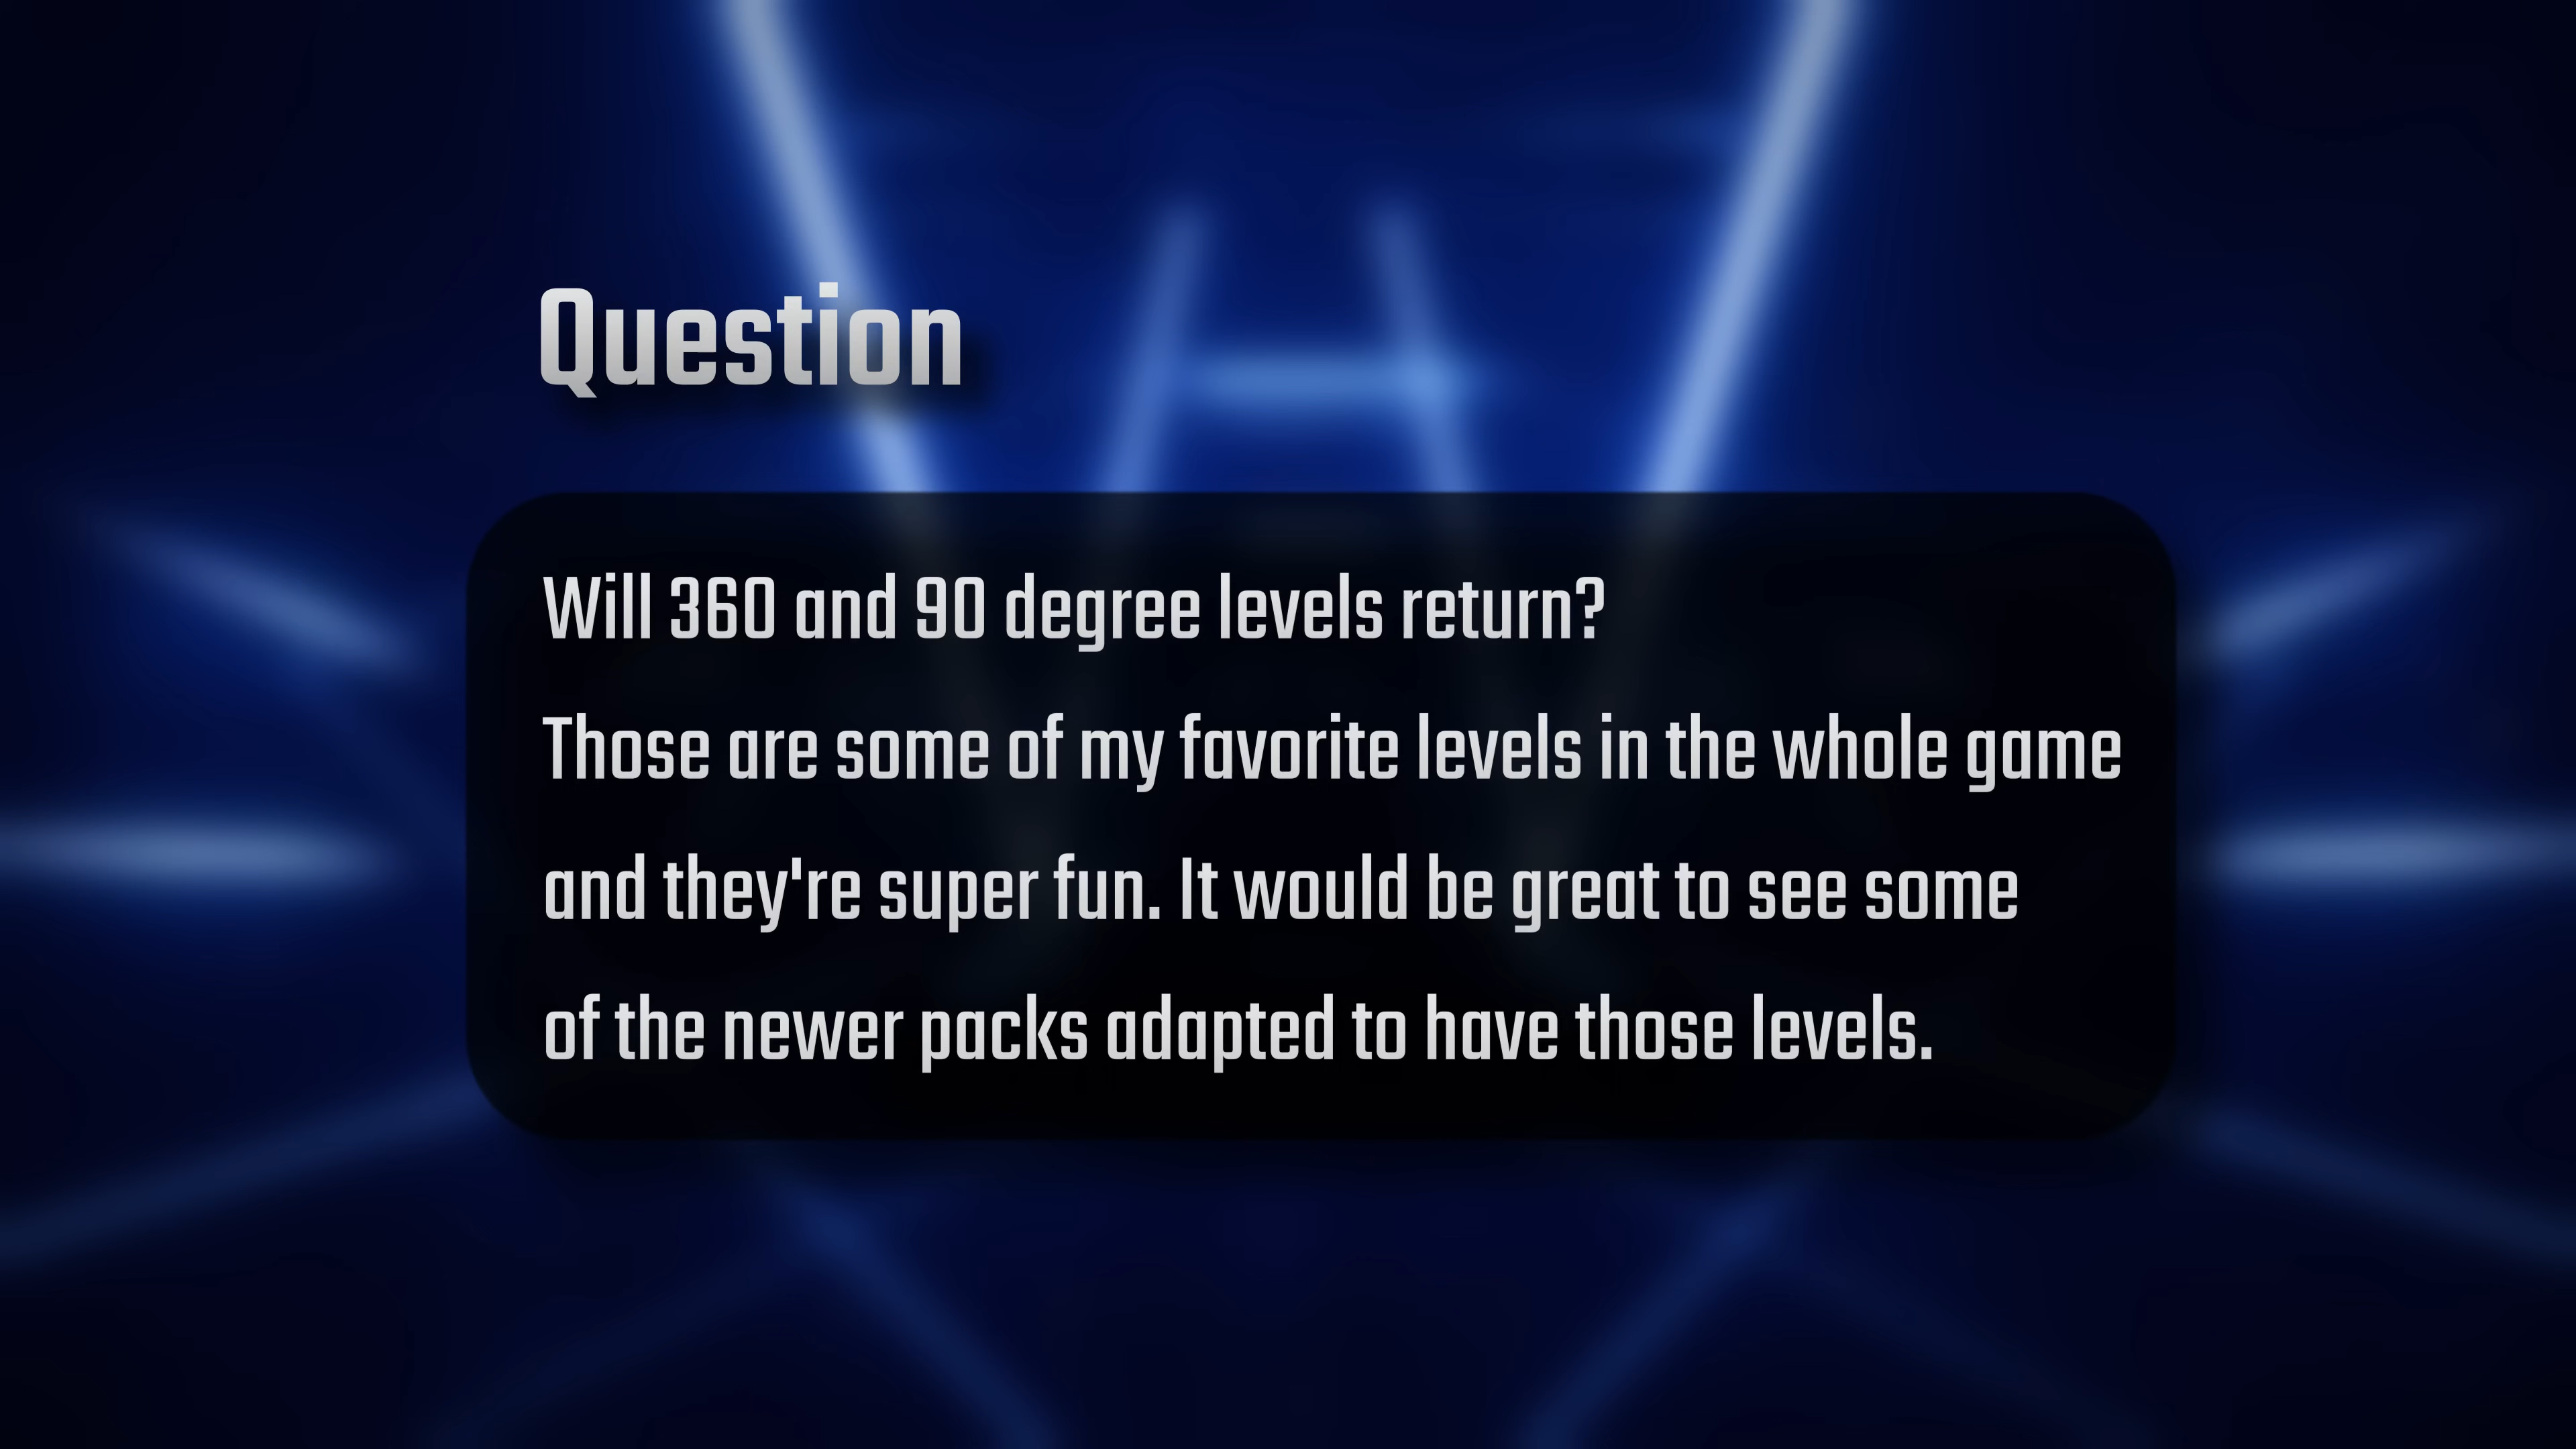 Question
Will 360 and 90 degree levels return?
Those are some of my favorite levels in the whole game
and they're super fun. It would be great to see some
of the newer packs adapted to have those levels.